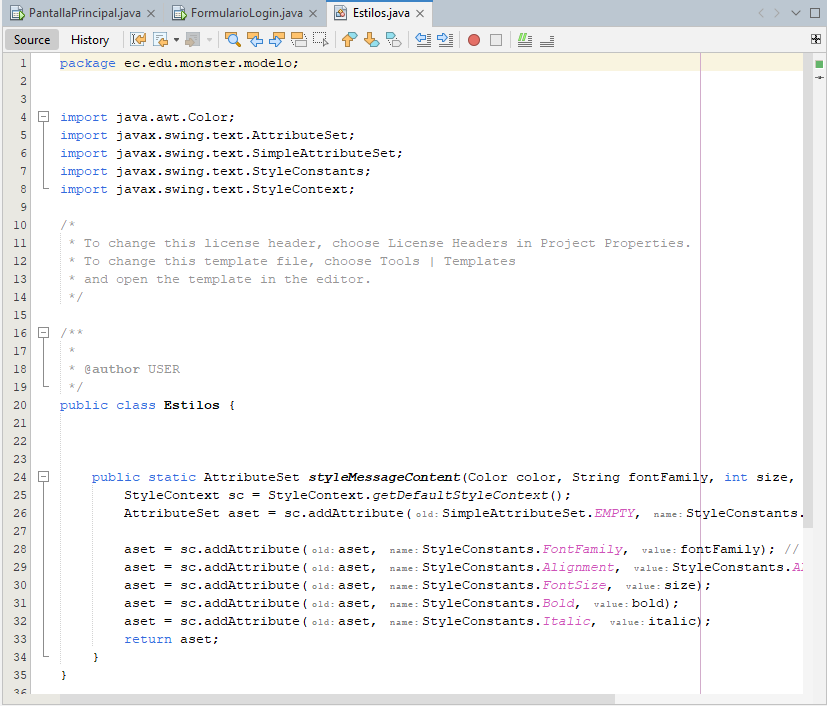 PantallaPrincipal.java FormularioLogin.java Estilos.java
Source History
1 package ec.edu.monster.modelo;
2
3
4 import java.awt.Color;
5 import javax.swing.text.AttributeSet;
6 import javax.swing.text.SimpleAttributeSet;
7 import javax.swing.text.StyleConstants;
8 import javax.swing.text.StyleContext;
9
10 /*
11 * To change this license header, choose License Headers in Project Properties.
12 * To change this template file, choose Tools | Templates
13 * and open the template in the editor.
14 */
15
16 /**
17 *
18 * @author USER
19 */
20 public class Estilos {
21
22
23
24 public static AttributeSet styleMessageContent(Color color, String fontFamily, int size,
25 StyleContext sc = StyleContext.getDefaultStyleContext();
26 AttributeSet aset = sc.addAttribute( old: SimpleAttributeSet.EMPTY, name: StyleConstants.
27
28 aset = sc.addAttribute( old: aset, name: StyleConstants.FontFamily, value: fontFamily); //
29 aset = sc.addAttribute( old: aset, name: StyleConstants.Alignment, value: StyleConstants.
30 aset = sc.addAttribute( old: aset, name: StyleConstants.FontSize, value: size);
31 aset = sc.addAttribute( old: aset, name: StyleConstants.Bold, value: bold);
32 aset = sc.addAttribute( old: aset, name: StyleConstants.Italic, value: italic);
33 return aset;
34 }
35 }
36